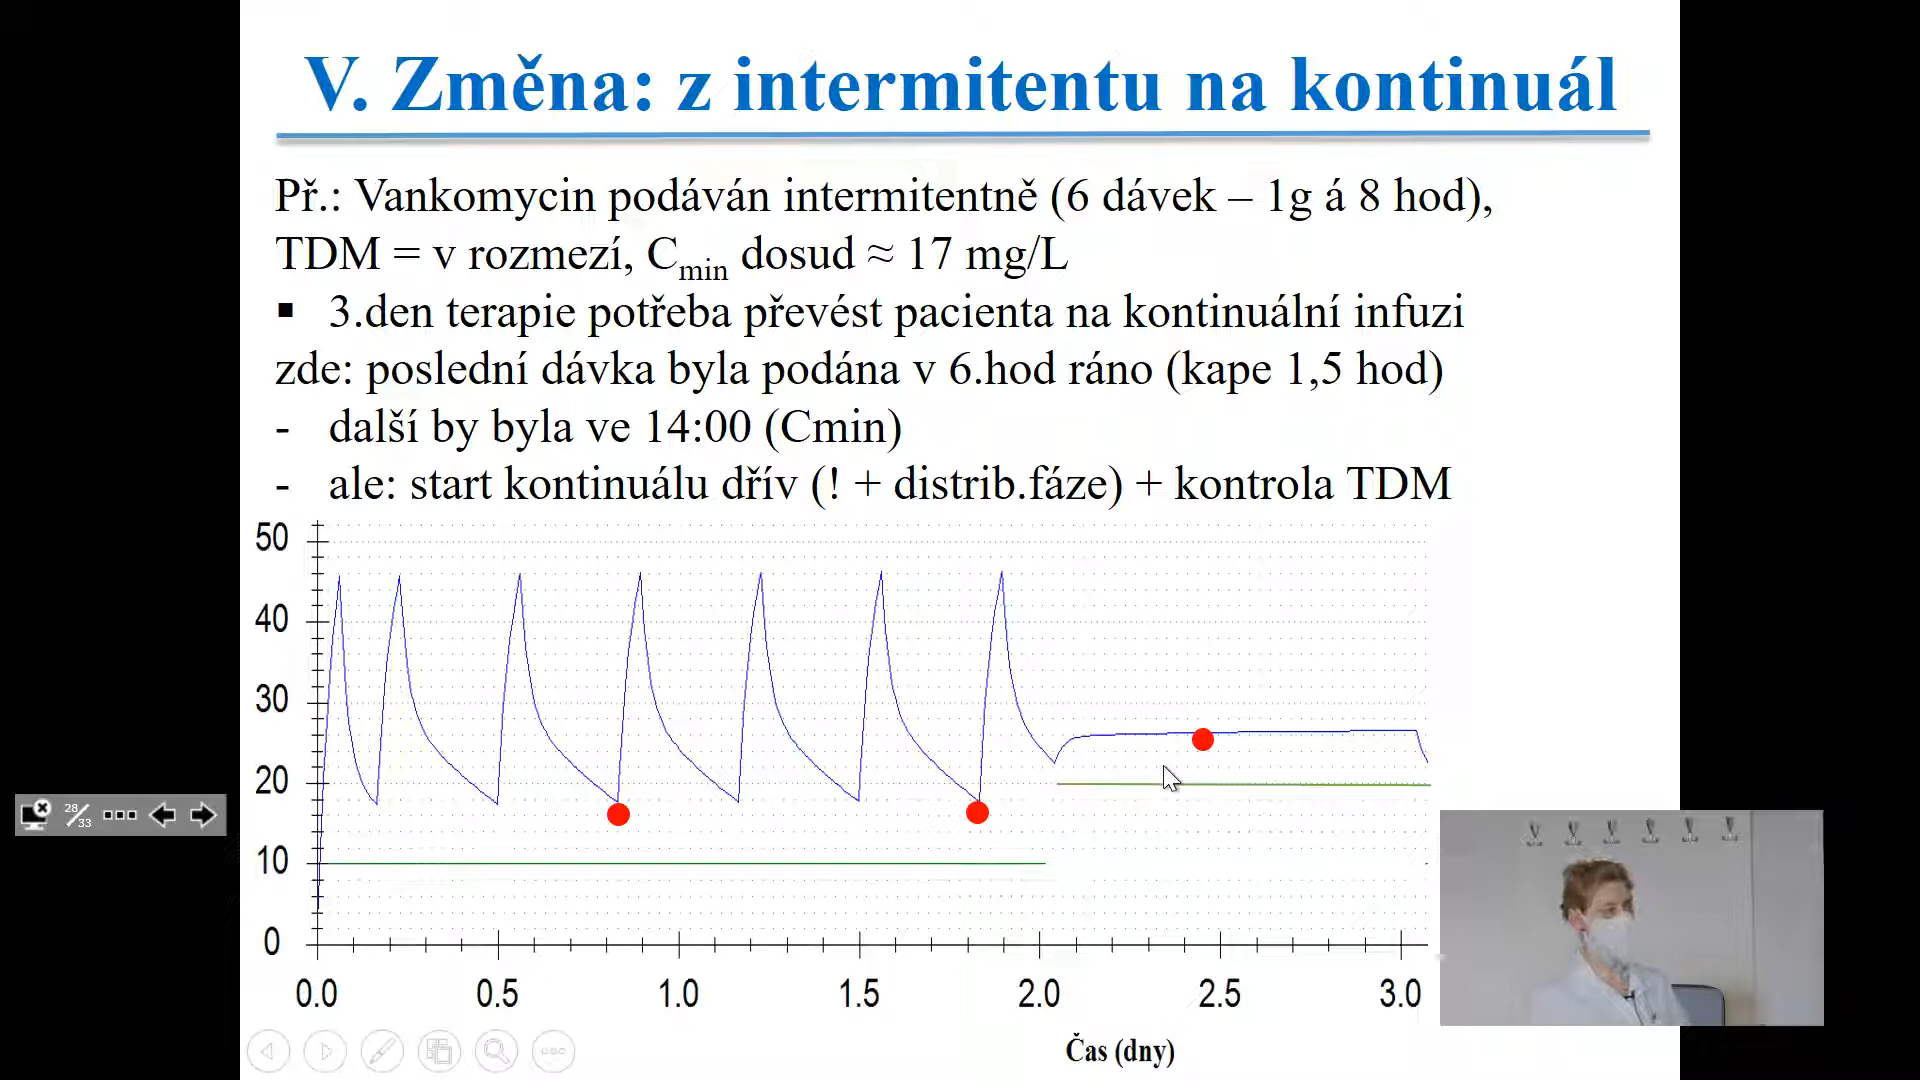 V. Změna: z intermitentu na kontinuál
Př.: Vankomycin podáván intermitentně (6 dávek – 1g á 8 hod),
TDM = v rozmezí, Cmin dosud ≈ 17 mg/L
▪ 3.den terapie potřeba převést pacienta na kontinuální infuzi
zde: poslední dávka byla podána v 6.hod ráno (kape 1,5 hod)
- další by byla ve 14:00 (Cmin)
- ale: start kontinuálu dřív (! + distrib.fáze) + kontrola TDM
50
40
30
20
10
0
0.0 0.5 1.0 1.5 2.0 2.5 3.0
Čas (dny)
28/33